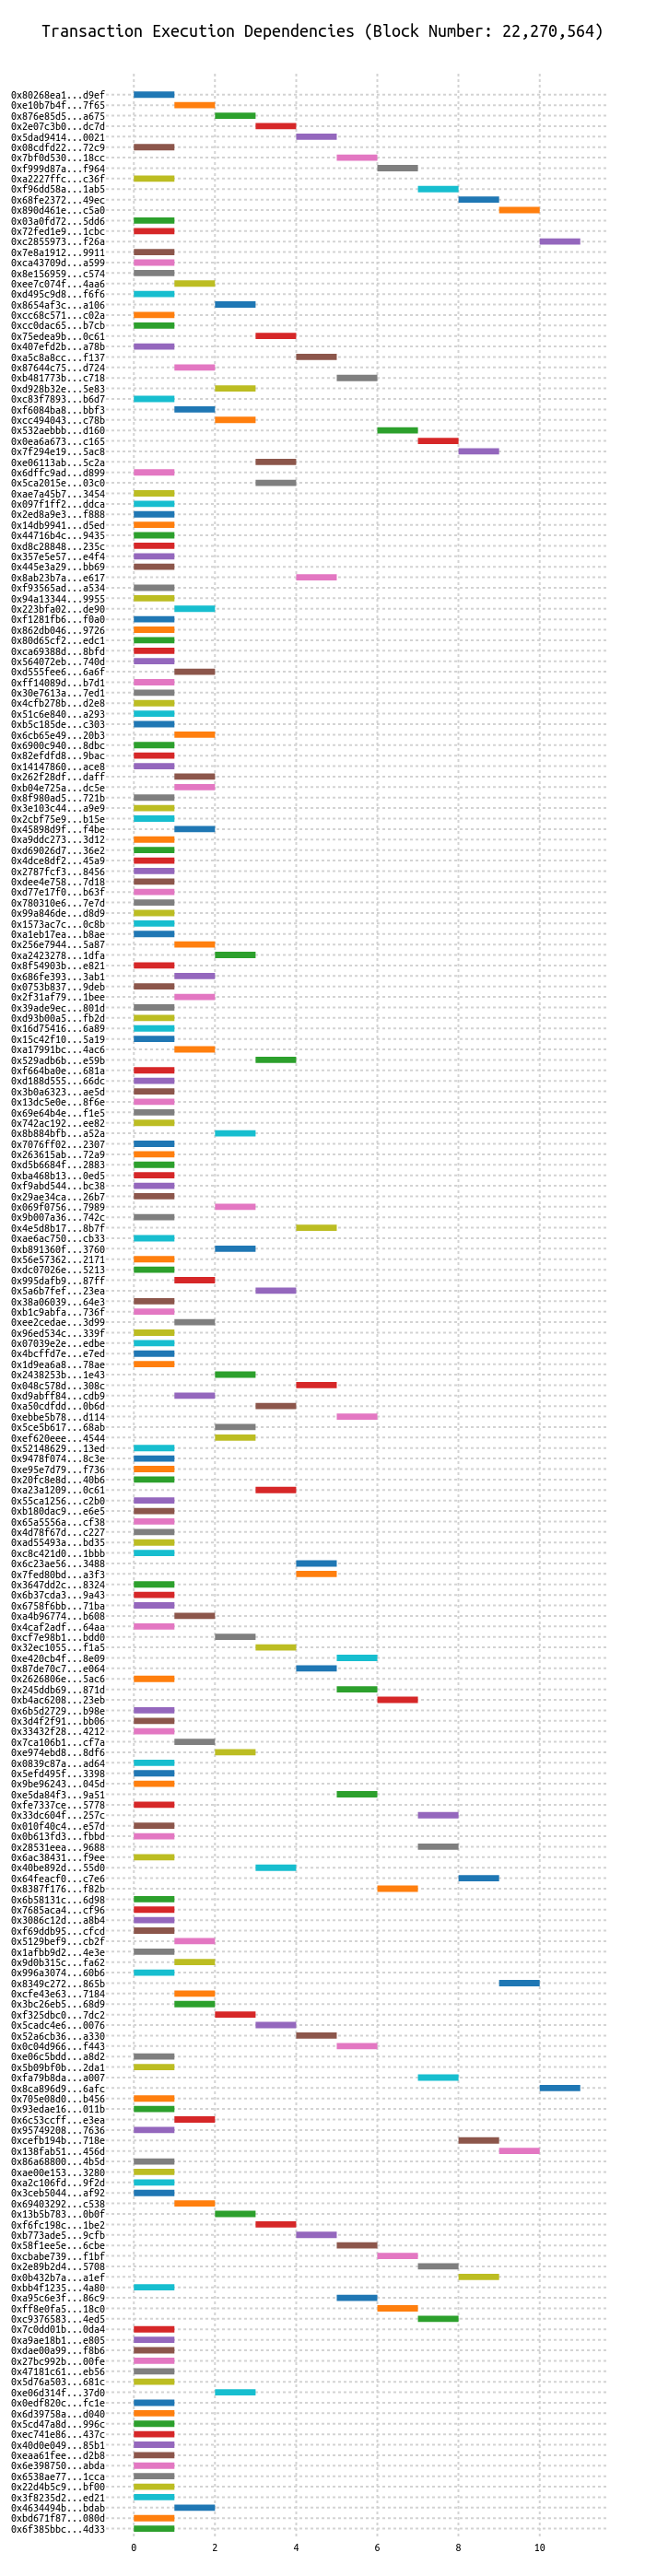 Transaction Execution Dependencies (Block Number: 22,270,564)
0x80268ea1...d9ef
0xe10b7b4f...7f65
0x876e85d5...a675
0x2e07c3b0...dc7d
0x5dad9414...0021
0x08cdfd22...72c9
0x7bf0d530...18cc
0xf999d87a...f964
0xa2227ffc...c36f
0xf96dd58a...1ab5
0x68fe2372...49ec
0x890d461e...c5a0
0x03a0fd72...5dd6
0x72fed1e9...1cbc
0xc2855973...f26a
0x7e8a1912...9911
0xca43709d...a599
0x8e156959...c574
0xee7c074f...4aa6
0xd495c9d8...f6f6
0x8654af3c...a106
0xcc68c571...c02a
0xcc0dac65...b7cb
0x75edea9b...0c61
0x407efd2b...a78b
0xa5c8a8cc...f137
0x87644c75...d724
0xb481773b...c718
0xd928b32e...5e83
0xc83f7893...b6d7
0xf6084ba8...bbf3
0xcc494043...c78b
0x532aebbb...d160
0x0ea6a673...c165
0x7f294e19...5ac8
0xe06113ab...5c2a
0x6dffc9ad...d899
0x5ca2015e...03c0
0xae7a45b7...3454
0x097f1ff2...ddca
0x2ed8a9e3...f888
0x14db9941...d5ed
0x44716b4c...9435
0xd8c28848...235c
0x357e5e57...e4f4
0x445e3a29...bb69
0x8ab23b7a...e617
0xf93565ad...a534
0x94a13344...9955
0x223bfa02...de90
0xf1281fb6...f0a0
0x862db046...9726
0x80d65cf2...edc1
0xca69388d...8bfd
0x564072eb...740d
0xd555fee6...6a6f
0xff14089d...b7d1
0x30e7613a...7ed1
0x4cfb278b...d2e8
0x51c6e840...a293
0xb5c185de...c303
0x6cb65e49...20b3
0x6900c940...8dbc
0x82efdfd8...9bac
0x14147860...ace8
0x262f28df...daff
0xb04e725a...dc5e
0x8f980ad5...721b
0x3e103c44...a9e9
0x2cbf75e9...b15e
0x45898d9f...f4be
0xa9ddc273...3d12
0xd69026d7...36e2
0x4dce8df2...45a9
0x2787fcf3...8456
0xdee4e758...7d18
0xd77e17f0...b63f
0x780310e6...7e7d
0x99a846de...d8d9
0x1573ac7c...0c8b
0xa1eb17ea...b8ae
0x256e7944...5a87
0xa2423278...1dfa
0x8f54903b...e821
0x686fe393...3ab1
0x0753b837...9deb
0x2f31af79...1bee
0x39ade9ec...801d
0xd93b00a5...fb2d
0x16d75416...6a89
0x15c42f10...5a19
0xa17991bc...4ac6
0x529adb6b...e59b
0xf664ba0e...681a
0xd188d555...66dc
0x3b0a6323...ae5d
0x13dc5e0e...8f6e
0x69e64b4e...f1e5
0x742ac192...ee82
0x8b884bfb...a52a
0x7076ff02...2307
0x263615ab...72a9
0xd5b6684f...2883
0xba468b13...0ed5
0xf9abd544...bc38
0x29ae34ca...26b7
0x069f0756...7989
0x9b007a36...742c
0x4e5d8b17...8b7f
0xae6ac750...cb33
0xb891360f...3760
0x56e57362...2171
0xdc07026e...5213
0x995dafb9...87ff
0x5a6b7fef...23ea
0x38a06039...64e3
0xb1c9abfa...736f
0xee2cedae...3d99
0x96ed534c...339f
0x07039e2e...edbe
0x4bcffd7e...e7ed
0x1d9ea6a8...78ae
0x2438253b...1e43
0x048c578d...308c
0xd9abff84...cdb9
0xa50cdfdd...0b6d
0xebbe5b78...d114
0x5ce5b617...68ab
0xef620eee...4544
0x52148629...13ed
0x9478f074...8c3e
0xe95e7d79...f736
0x20fc8e8d...40b6
0xa23a1209...0c61
0x55ca1256...c2b0
0xb180dac9...e6e5
0x65a5556a...cf38
0x4d78f67d...c227
0xad55493a...bd35
0xc8c421d0...1bbb
0x6c23ae56...3488
0x7fed80bd...a3f3
0x3647dd2c...8324
0x6b37cda3...9a43
0x6758f6bb...71ba
0xa4b96774...b608
0x4caf2adf...64aa
0xcf7e98b1...bdd0
0x32ec1055...f1a5
0xe420cb4f...8e09
0x87de70c7...e064
0x2626806e...5ac6
0x245ddb69...871d
0xb4ac6208...23eb
0x6b5d2729...b98e
0x3d4f2f91...bb06
0x33432f28...4212
0x7ca106b1...cf7a
0xe974ebd8...8df6
0x0839c87a...ad64
0x5efd495f...3398
0x9be96243...045d
0xe5da84f3...9a51
0xfe7337ce...5778
0x33dc604f...257c
0x010f40c4...e57d
0x0b613fd3...fbbd
0x28531eea...9688
0x6ac38431...f9ee
0x40be892d...55d0
0x64feacf0...c7e6
0x8387f176...f82b
0x6b58131c...6d98
0x7685aca4...cf96
0x3086c12d...a8b4
0xf69ddb95...cfcd
0x5129bef9...cb2f
0x1afbb9d2...4e3e
0x9d0b315c...fa62
0x996a3074...60b6
0x8349c272...865b
0xcfe43e63...7184
0x3bc26eb5...68d9
0xf325dbc0...7dc2
0x5cadc4e6...0076
0x52a6cb36...a330
0x0c04d966...f443
0xe06c5bdd...a8d2
0x5b09bf0b...2da1
0xfa79b8da...a007
0x8ca896d9...6afc
0x705e08d0...b456
0x93edae16...011b
0x6c53ccff...e3ea
0x95749208...7636
0xcefb194b...718e
0x138fab51...456d
0x86a68800...4b5d
0xae00e153...3280
0xa2c106fd...9f2d
0x3ceb5044...af92
0x69403292...c538
0x13b5b783...0b0f
0xf6fc198c...1be2
0xb773ade5...9cfb
0x58f1ee5e...6cbe
0xcbabe739...f1bf
0x2e89b2d4...5708
0x0b432b7a...a1ef
0xbb4f1235...4a80
0xa95c6e3f...86c9
0xff8e0fa5...18c0
0xc9376583...4ed5
0x7c0dd01b...0da4
0xa9ae18b1...e805
0xdae00a99...f8b6
0x27bc992b...00fe
0x47181c61...eb56
0x5d76a503...681c
0xe06d314f...37d0
0x0edf820c...fc1e
0x6d39758a...d040
0x5cd47a8d...996c
0xec741e86...437c
0x40d0e049...85b1
0xeaa61fee...d2b8
0x6e398750...abda
0x6538ae77...1cca
0x22d4b5c9...bf00
0x3f8235d2...ed21
0x4634494b...bdab
0xbd671f87...080d
0x6f385bbc...4d33
0 2 4 6 8 10